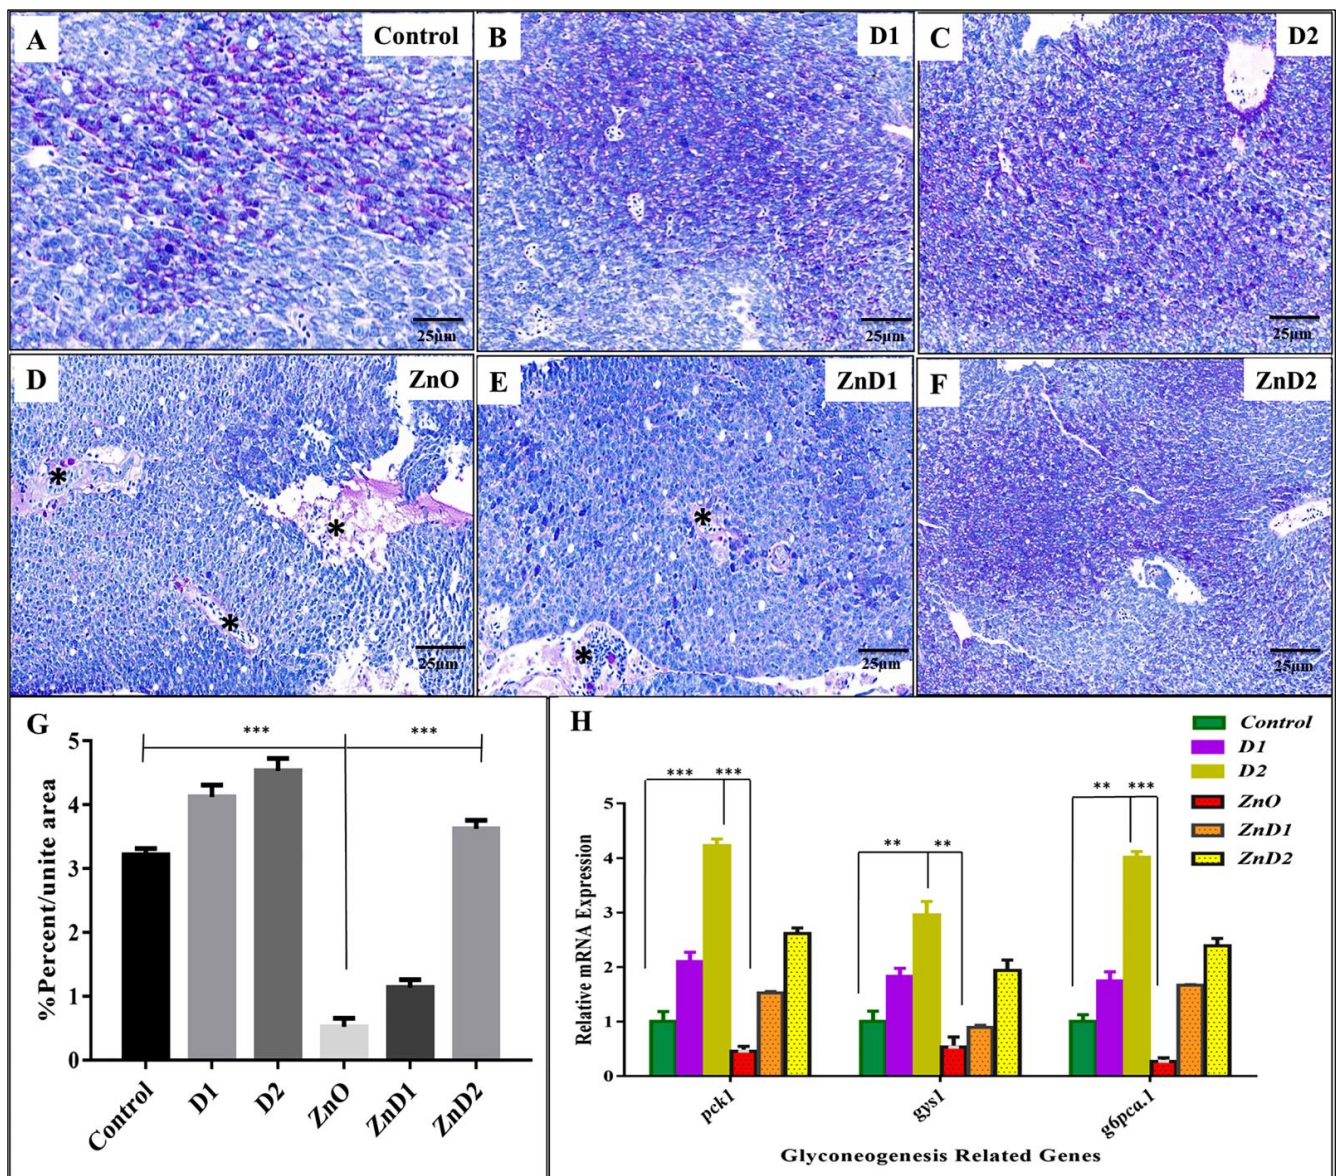 A Control
B D1
C D2
25μm
25μm
25μm
D ZnO
E ZnD1
F ZnD2
*
*
*
*
*
25μm
25μm
25μm
G
*** ***
%Percent/unite area
5
4
3
2
1
0
Control D1 D2 ZnO ZnD1 ZnD2
H
Control
D1
D2
ZnO
ZnD1
ZnD2
*** ***
** **
** ***
Relative mRNA Expression
5
4
3
2
1
0
pck1 gys1 g6pca.1
Glyconeogenesis Related Genes